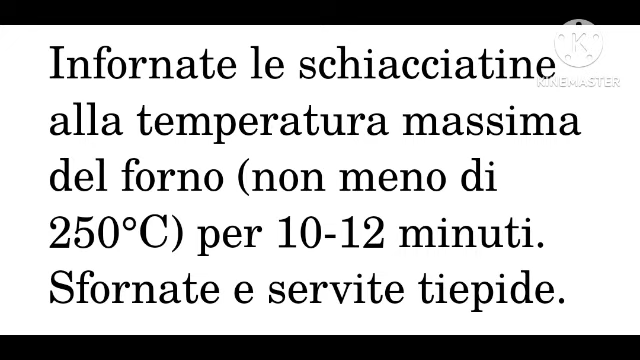 Infornate le schiacciatine
alla temperatura massima
del forno (non meno di
250°C) per 10-12 minuti.
Sfornate e servite tiepide.
K
KINEMASTER